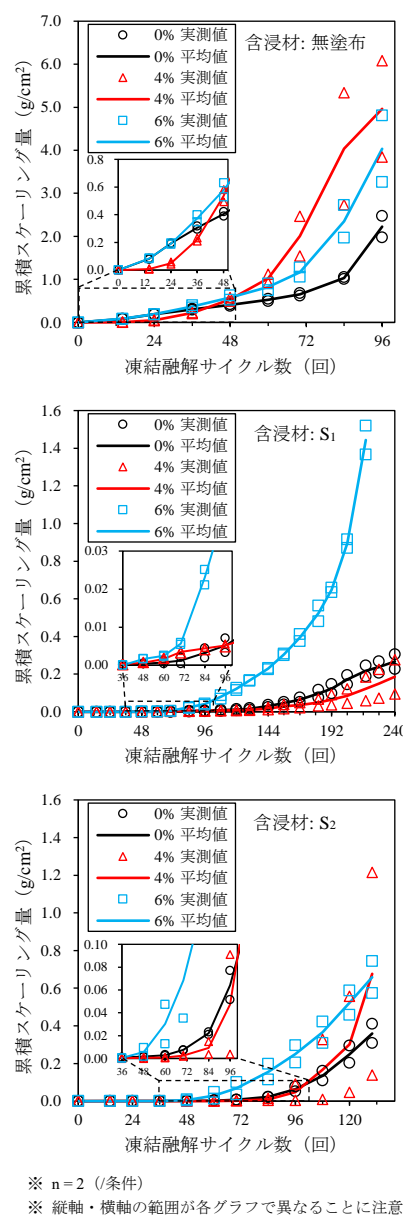 含浸材: 無塗布
0% 実測値
0% 平均値
4% 実測値
4% 平均値
6% 実測値
6% 平均値
累積スケーリング量（g/cm²）
7.0
6.0
5.0
4.0
3.0
2.0
1.0
0.0
0.8
0.6
0.4
0.2
0.0
0 12 24 36 48
0 24 48 72 96
凍結融解サイクル数（回）
含浸材: S₁
0% 実測値
0% 平均値
4% 実測値
4% 平均値
6% 実測値
6% 平均値
累積スケーリング量（g/cm²）
1.6
1.4
1.2
1.0
0.8
0.6
0.4
0.2
0.0
0.03
0.02
0.01
0.00
36 48 60 72 84 96
0 48 96 144 192 240
凍結融解サイクル数（回）
含浸材: S₂
0% 実測値
0% 平均値
4% 実測値
4% 平均値
6% 実測値
6% 平均値
累積スケーリング量（g/cm²）
1.6
1.4
1.2
1.0
0.8
0.6
0.4
0.2
0.0
0.10
0.08
0.06
0.04
0.02
0.00
36 48 60 72 84 96
0 24 48 72 96 120
凍結融解サイクル数（回）
※ n = 2（/条件）
※ 縦軸・横軸の範囲が各グラフで異なることに注意